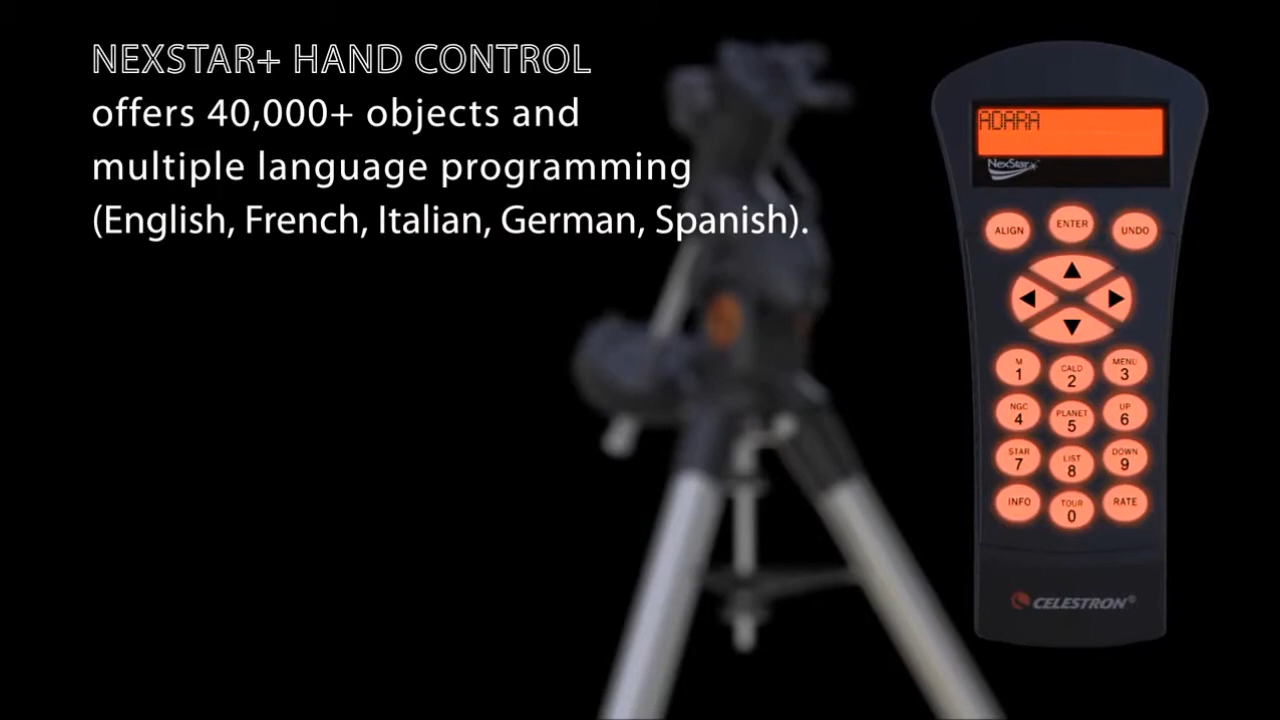 NEXSTAR+ HAND CONTROL
offers 40,000+ objects and
multiple language programming
(English, French, Italian, German, Spanish).
ADARA
NexStar+
ALIGN
ENTER
UNDO
M
1
CALD
2
MENU
3
NGC
4
PLANET
5
UP
6
STAR
7
LIST
8
DOWN
9
INFO
TOUR
0
RATE
CELESTRON®